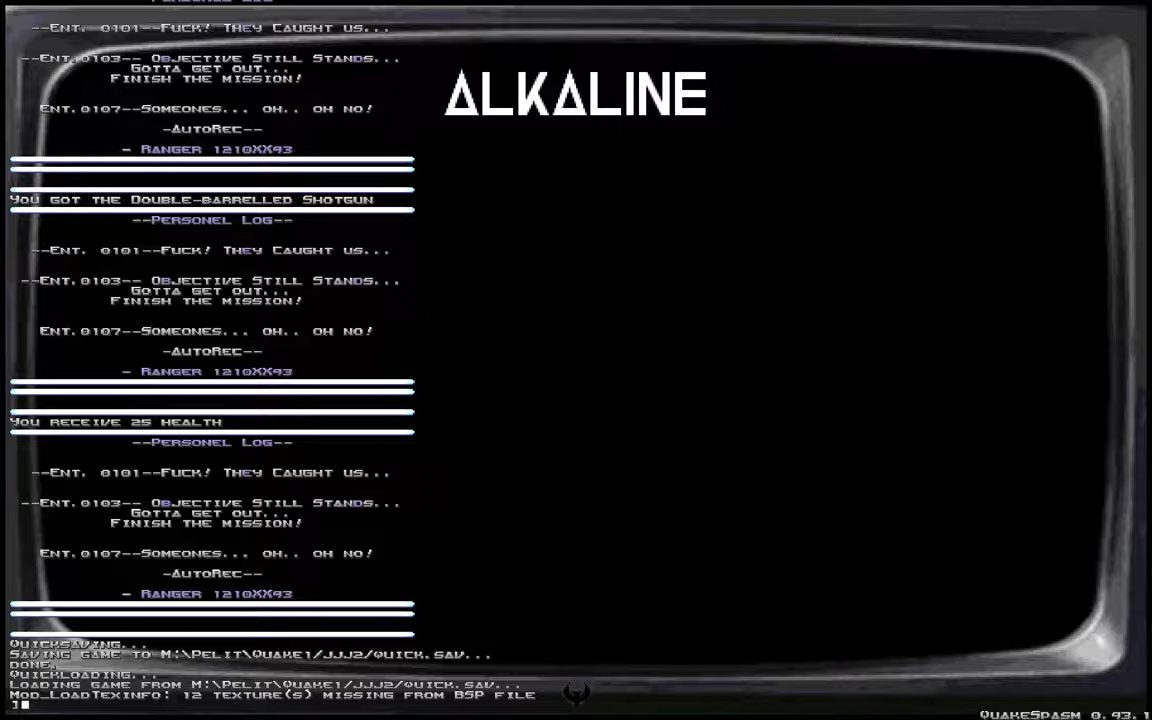 --Ent. 0101--Fuck! They Caught us...
ALKALINE
--Ent.0103-- Objective Still Stands...
Gotta get out...
Finish the mission!
Ent.0107--Someones... oh.. oh no!
-AutoRec--
- Ranger 1210XX93
You got the Double-barrelled Shotgun
--Personel Log--
--Ent. 0101--Fuck! They Caught us...
--Ent.0103-- Objective Still Stands...
Gotta get out...
Finish the mission!
Ent.0107--Someones... oh.. oh no!
-AutoRec--
- Ranger 1210XX93
You receive 25 health
--Personel Log--
--Ent. 0101--Fuck! They Caught us...
--Ent.0103-- Objective Still Stands...
Gotta get out...
Finish the mission!
Ent.0107--Someones... oh.. oh no!
-AutoRec--
- Ranger 1210XX93
Quicksaving...
Saving game to M:\Pelit\Quake1/jjj2/quick.sav...
done.
Quickloading...
Loading game from M:\Pelit\Quake1/jjj2/quick.sav...
Mod_LoadTexinfo: 12 texture(s) missing from BSP file
]
QuakeSpasm 0.93.1